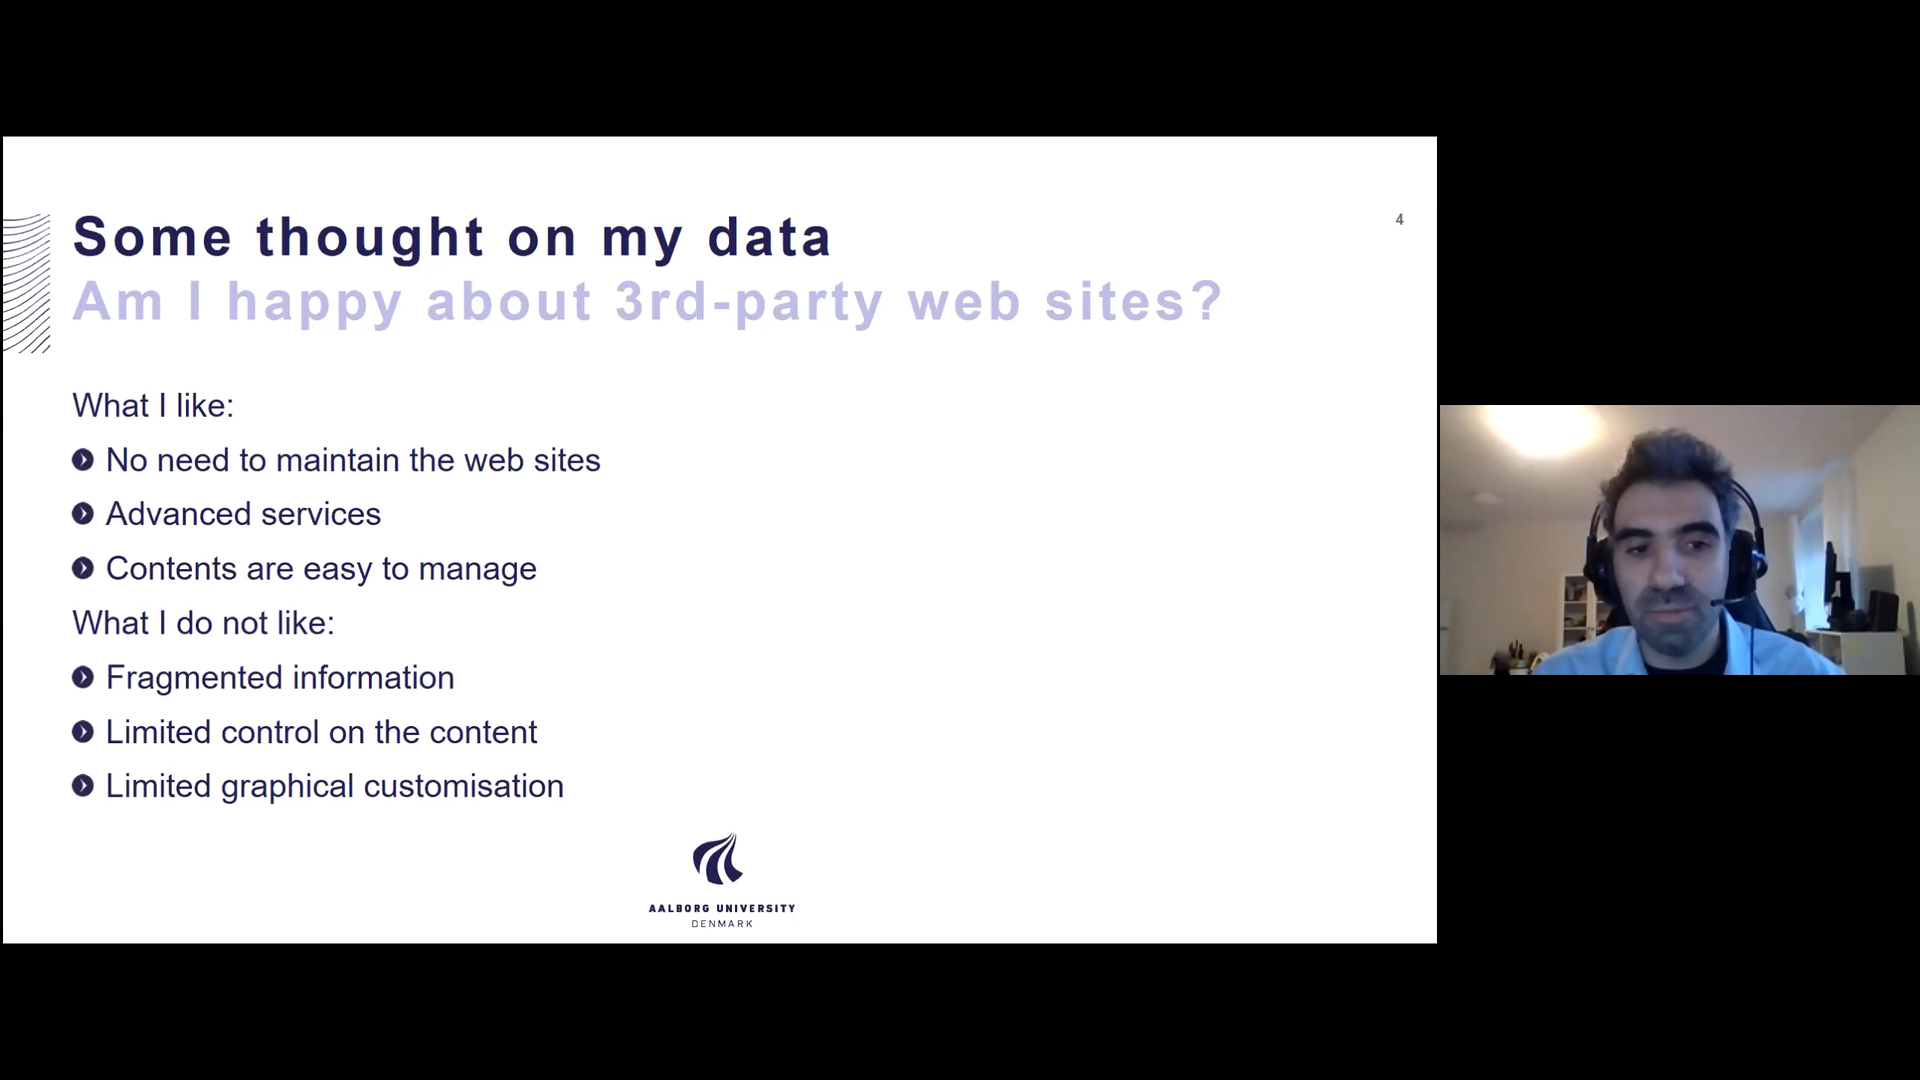 Some thought on my data
4
Am I happy about 3rd-party web sites?
What I like:
No need to maintain the web sites
Advanced services
Contents are easy to manage
What I do not like:
Fragmented information
Limited control on the content
Limited graphical customisation
AALBORG UNIVERSITY
DENMARK